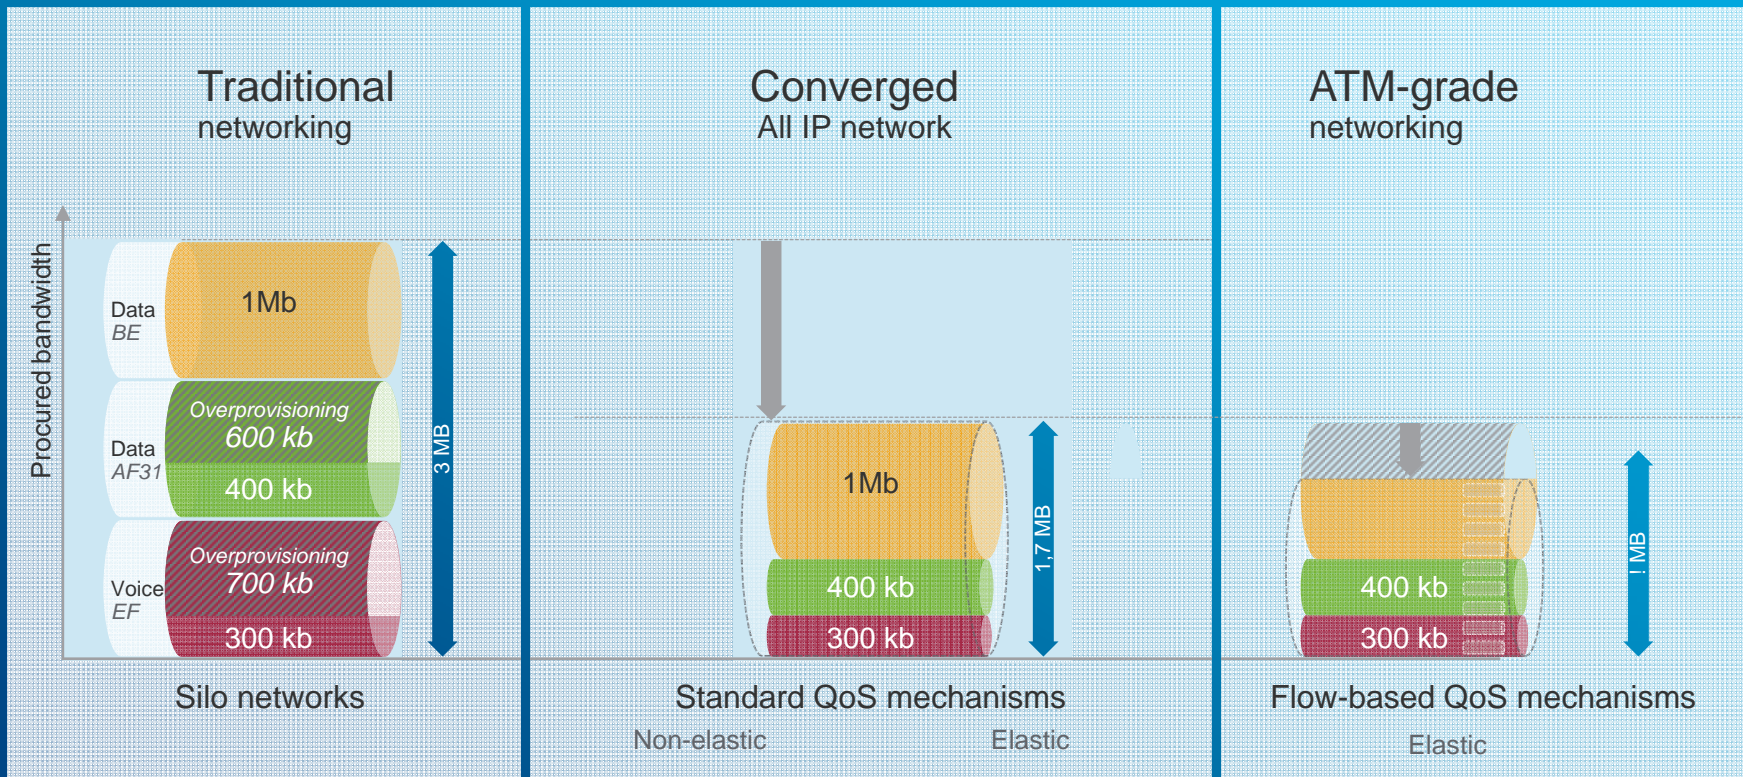 Traditional
networking
Procured bandwidth
Data
BE
1Mb
Data
AF31
Overprovisioning
600 kb
400 kb
Voice
EF
Overprovisioning
700 kb
300 kb
3 MB
Silo networks
Converged
All IP network
1Mb
400 kb
300 kb
1,7 MB
Standard QoS mechanisms
Non-elastic
Elastic
ATM-grade
networking
400 kb
300 kb
! MB
Flow-based QoS mechanisms
Elastic